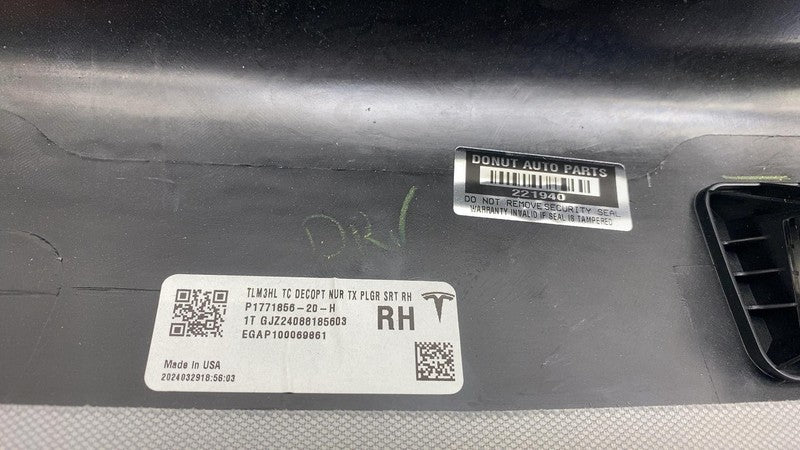 DONUT AUTO PARTS
221940
DO NOT REMOVE SECURITY SEAL
WARRANTY INVALID IF SEAL IS TAMPERED
DRV
TLM3HL TC DECOPT NUR TX PLGR SRT RH
P1771856-20-H
1T GJZ24088185603
EGAP100069861
RH
Made In USA
2024032918:56:03